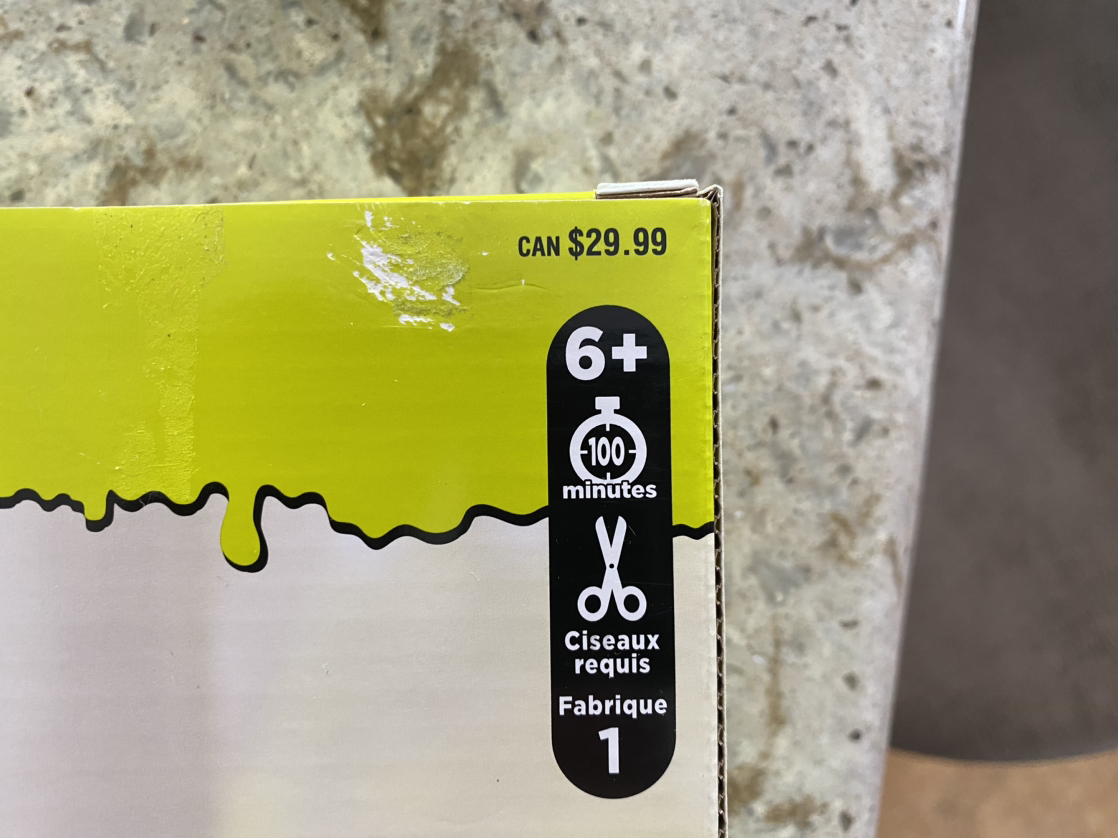 CAN $29.99
6+
100
minutes
Ciseaux
requis
Fabrique
1